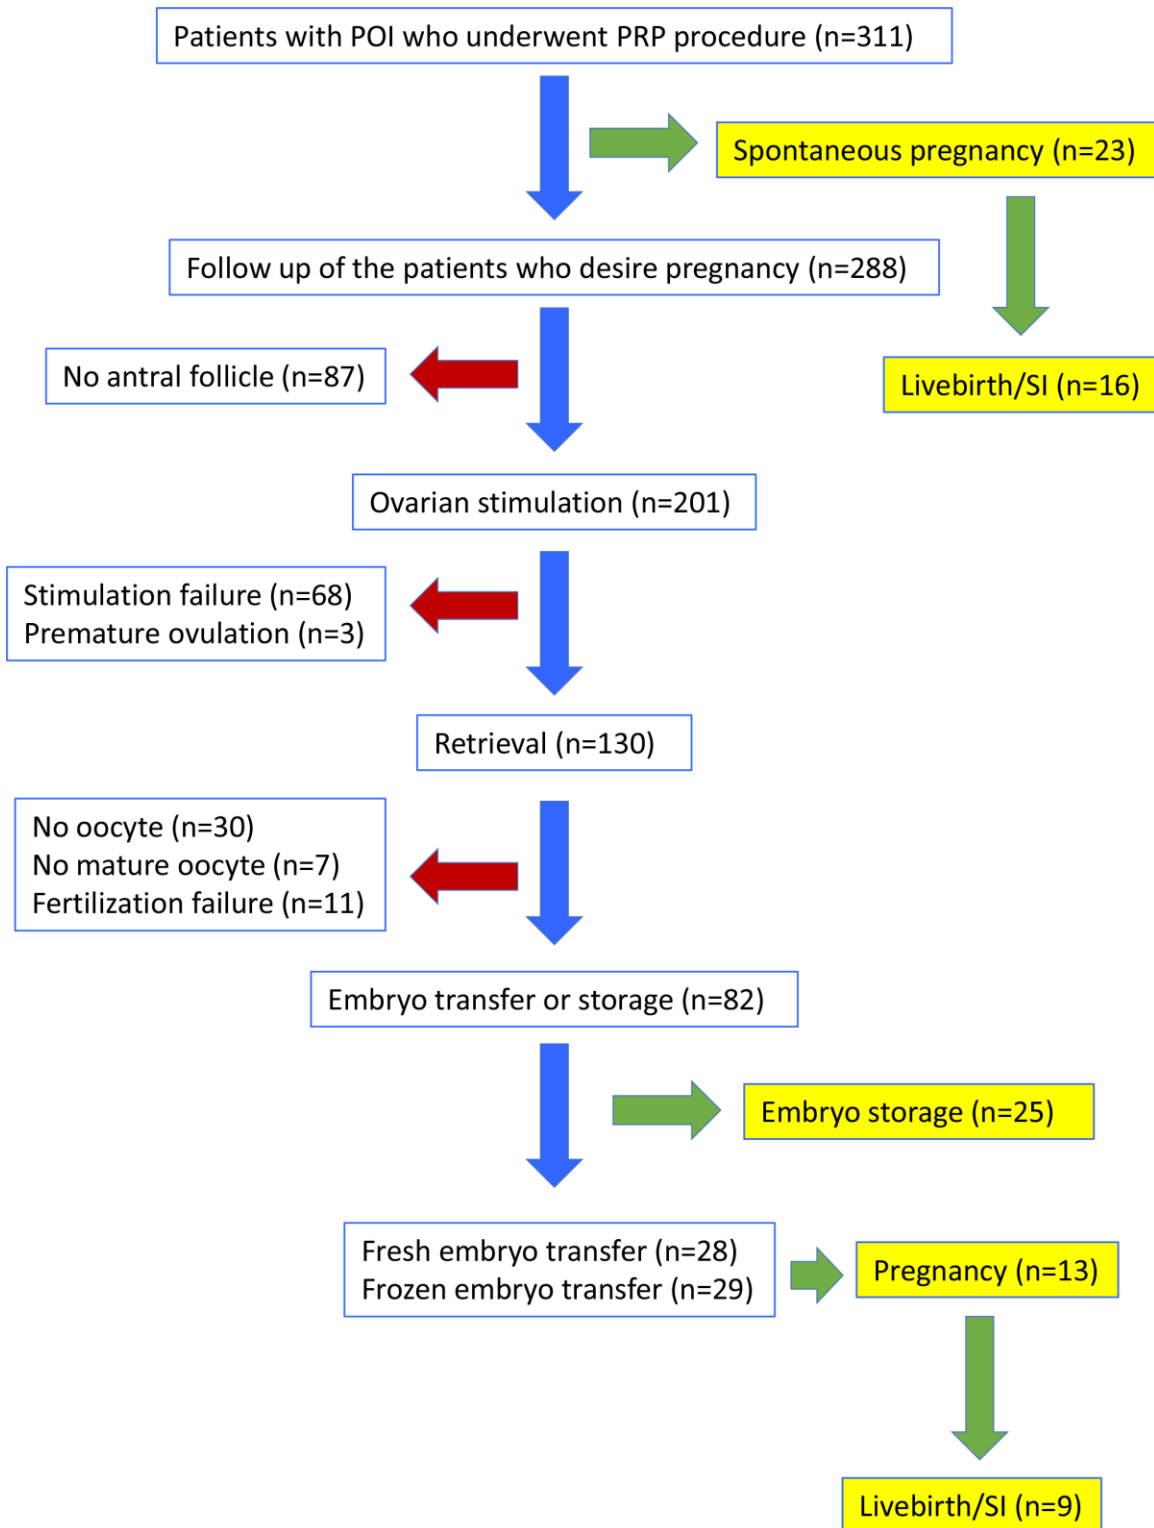 Patients with POI who underwent PRP procedure (n=311)
Spontaneous pregnancy (n=23)
Follow up of the patients who desire pregnancy (n=288)
No antral follicle (n=87)
Livebirth/SI (n=16)
Ovarian stimulation (n=201)
Stimulation failure (n=68)
Premature ovulation (n=3)
Retrieval (n=130)
No oocyte (n=30)
No mature oocyte (n=7)
Fertilization failure (n=11)
Embryo transfer or storage (n=82)
Embryo storage (n=25)
Fresh embryo transfer (n=28)
Frozen embryo transfer (n=29)
Pregnancy (n=13)
Livebirth/SI (n=9)